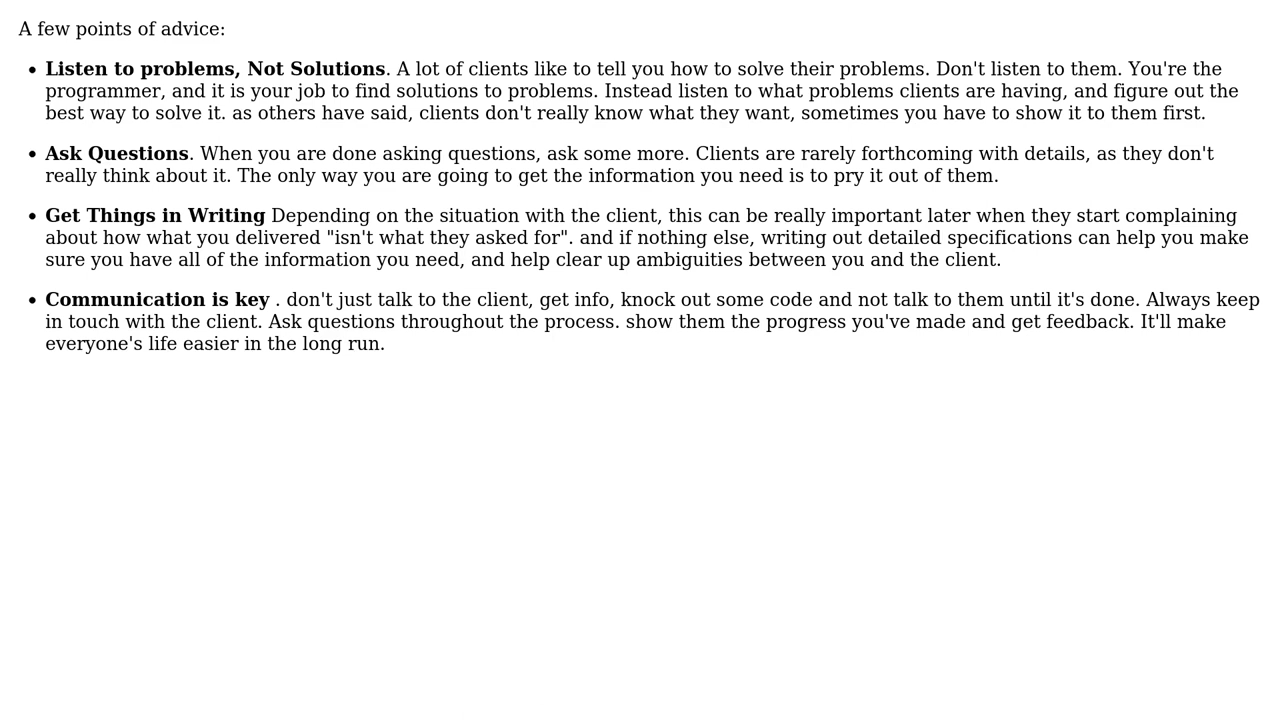 A few points of advice:
• Listen to problems, Not Solutions. A lot of clients like to tell you how to solve their problems. Don't listen to them. You're the
programmer, and it is your job to find solutions to problems. Instead listen to what problems clients are having, and figure out the
best way to solve it. as others have said, clients don't really know what they want, sometimes you have to show it to them first.
• Ask Questions. When you are done asking questions, ask some more. Clients are rarely forthcoming with details, as they don't
really think about it. The only way you are going to get the information you need is to pry it out of them.
• Get Things in Writing Depending on the situation with the client, this can be really important later when they start complaining
about how what you delivered "isn't what they asked for". and if nothing else, writing out detailed specifications can help you make
sure you have all of the information you need, and help clear up ambiguities between you and the client.
• Communication is key . don't just talk to the client, get info, knock out some code and not talk to them until it's done. Always keep
in touch with the client. Ask questions throughout the process. show them the progress you've made and get feedback. It'll make
everyone's life easier in the long run.